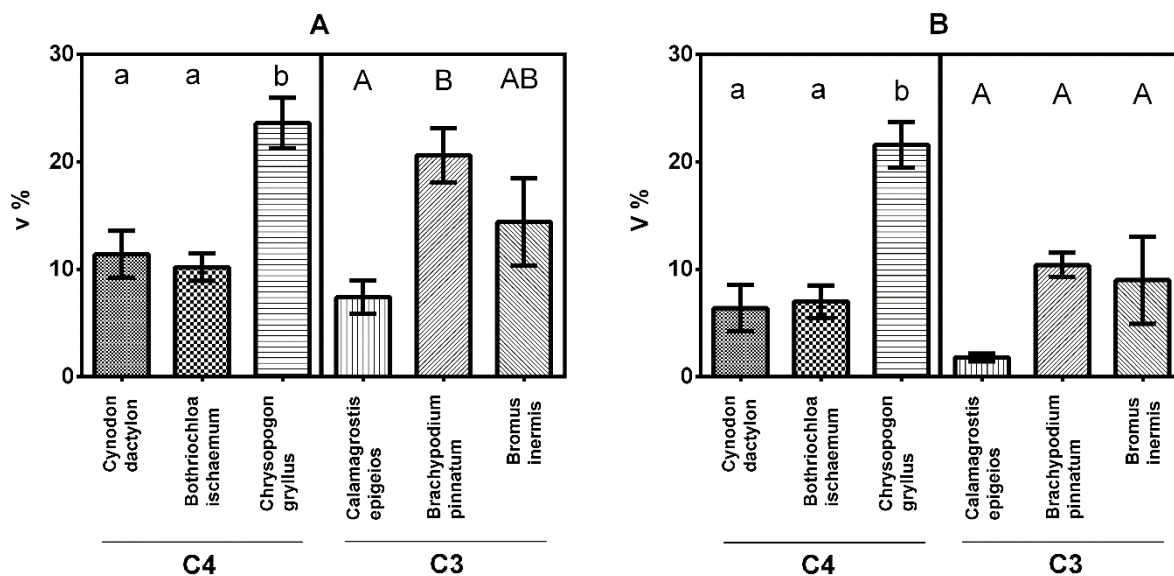 A
v %
30
20
10
0
a a b A B AB
Cynodon
dactylon
Bothriochloa
ischaemum
Chrysopogon
gryllus
Calamagrostis
epigeios
Brachypodium
pinnatum
Bromus
inermis
C4 C3
B
v %
30
20
10
0
a a b A A A
Cynodon
dactylon
Bothriochloa
ischaemum
Chrysopogon
gryllus
Calamagrostis
epigeios
Brachypodium
pinnatum
Bromus
inermis
C4 C3